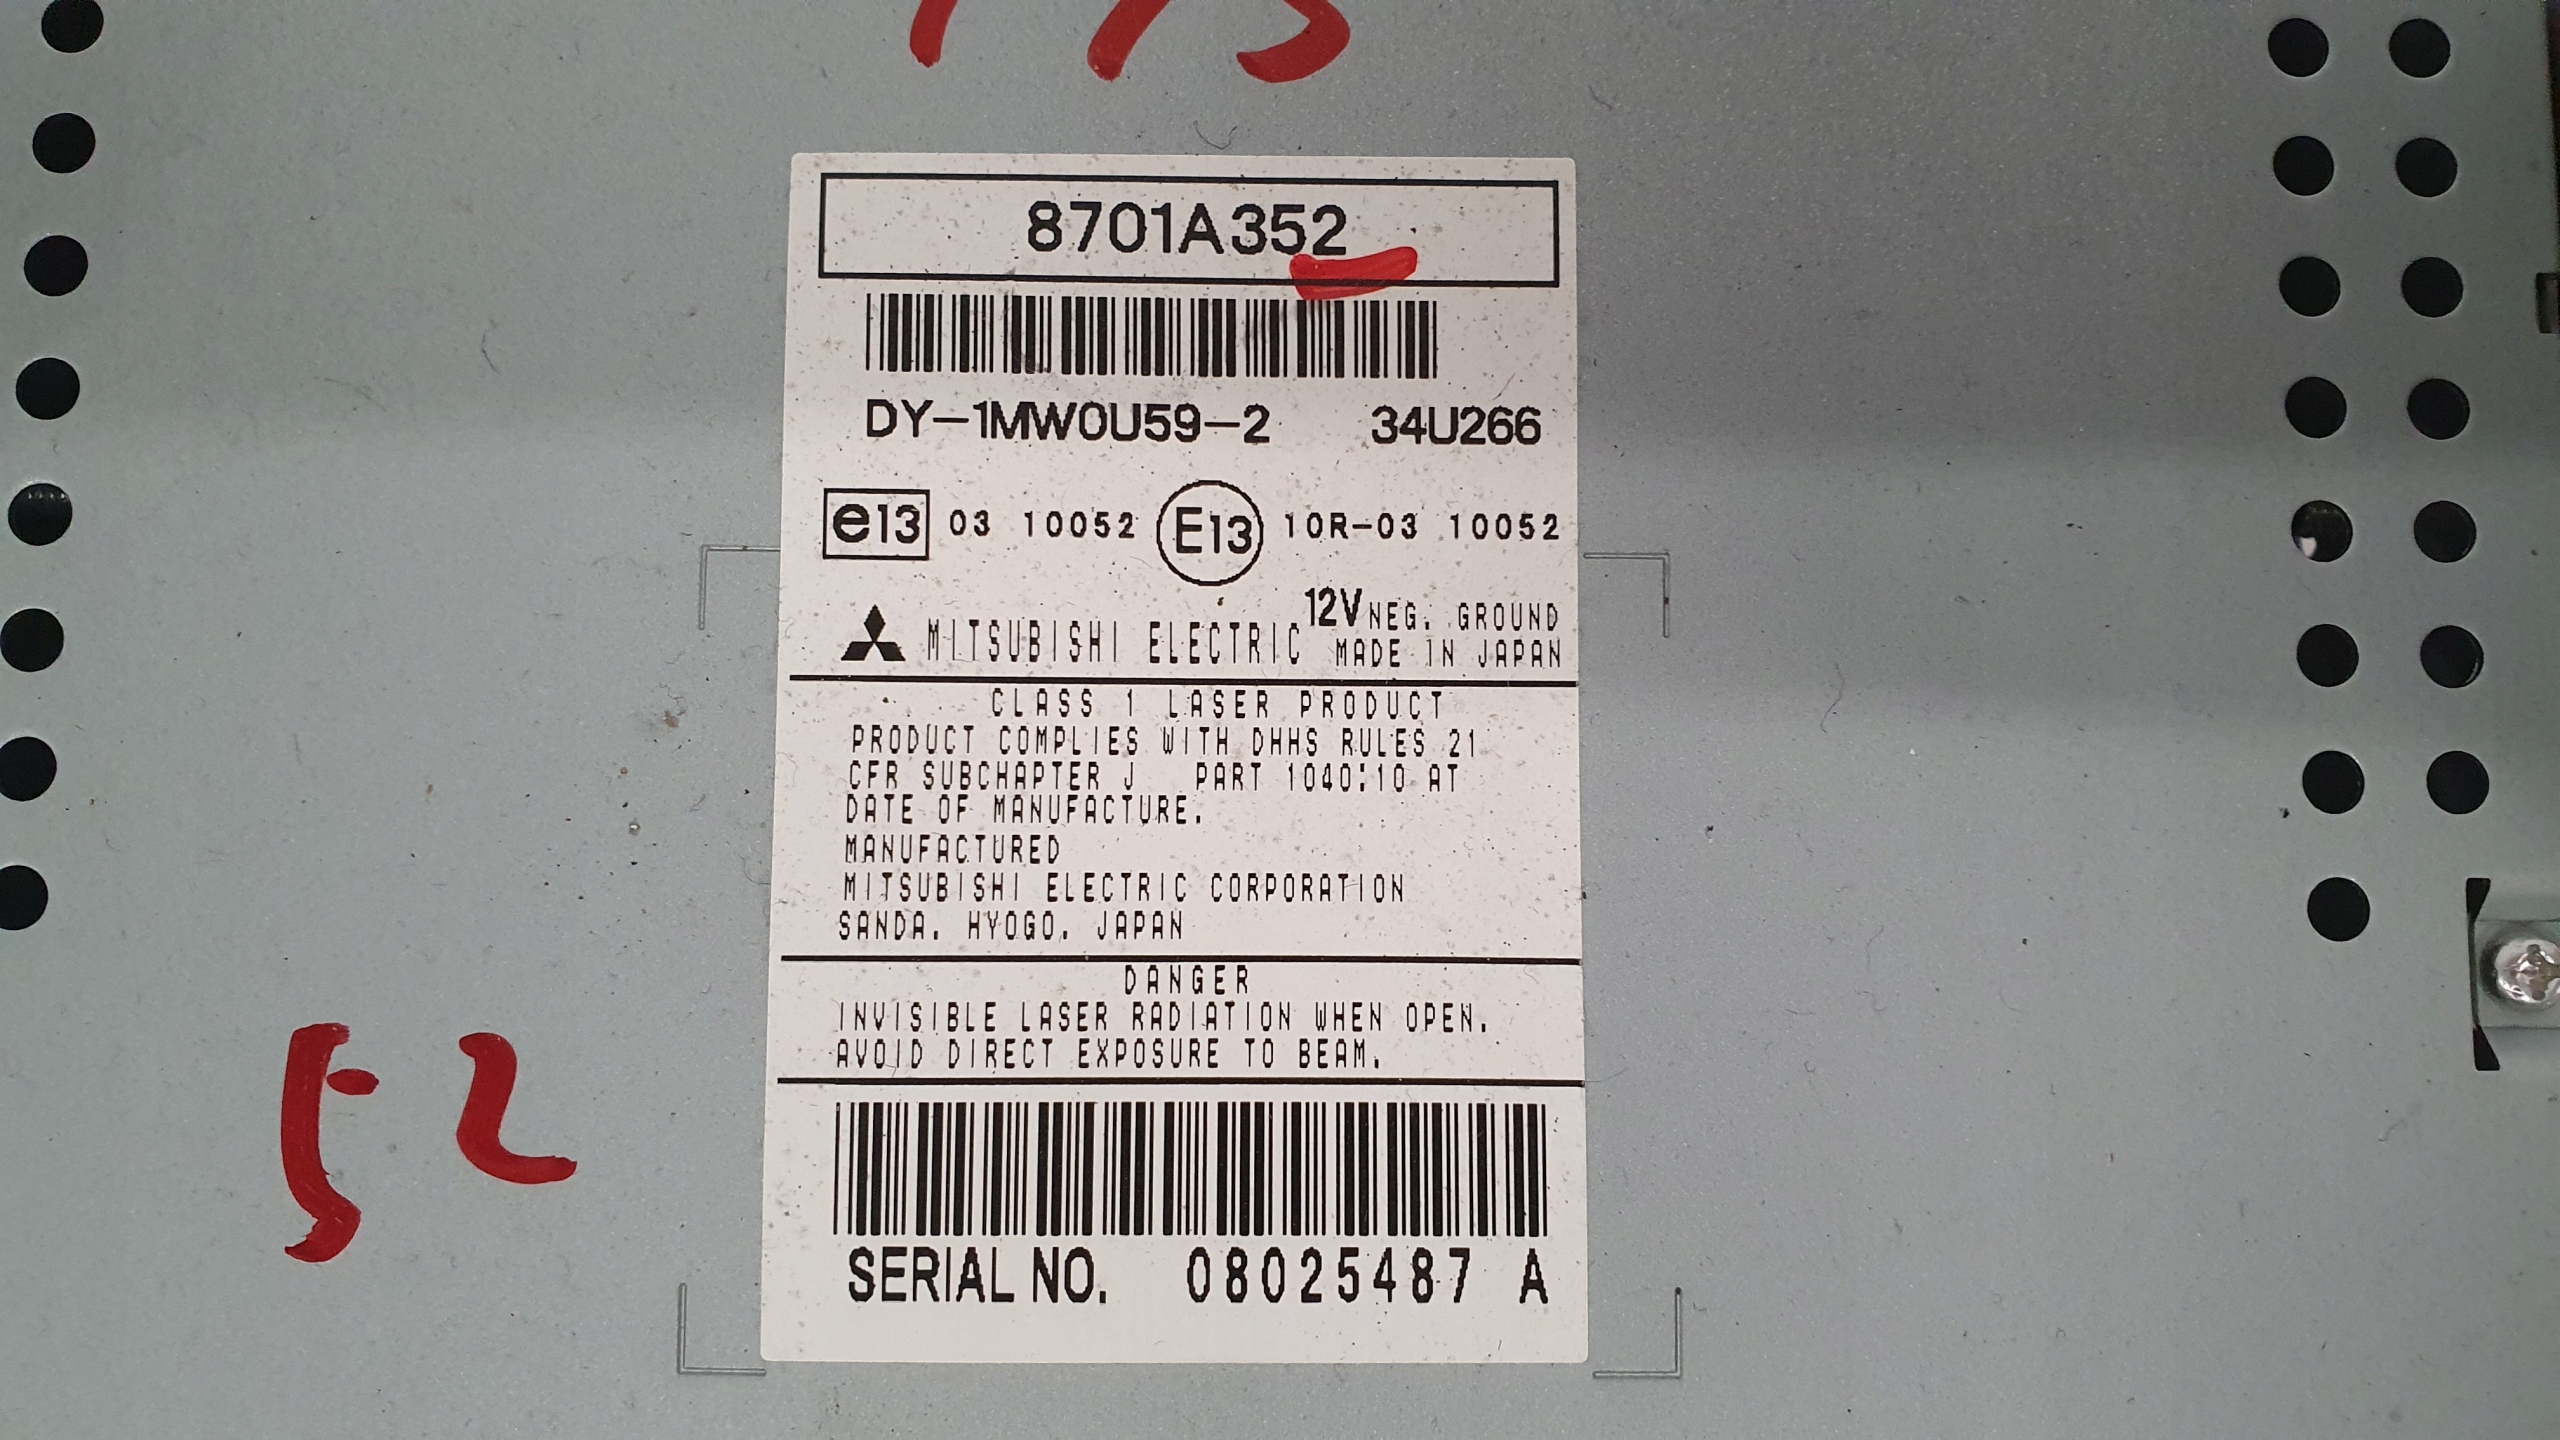 8701A352
DY-1MW0U59-2 34U266
e13 03 10052 E13 10R-03 10052
12V NEG. GROUND
MITSUBISHI ELECTRIC MADE IN JAPAN
CLASS 1 LASER PRODUCT
PRODUCT COMPLIES WITH DHHS RULES 21
CFR SUBCHAPTER J PART 1040:10 AT
DATE OF MANUFACTURE.
MANUFACTURED
MITSUBISHI ELECTRIC CORPORATION
SANDA. HYOGO. JAPAN
DANGER
INVISIBLE LASER RADIATION WHEN OPEN.
AVOID DIRECT EXPOSURE TO BEAM.
52
SERIAL NO. 08025487 A